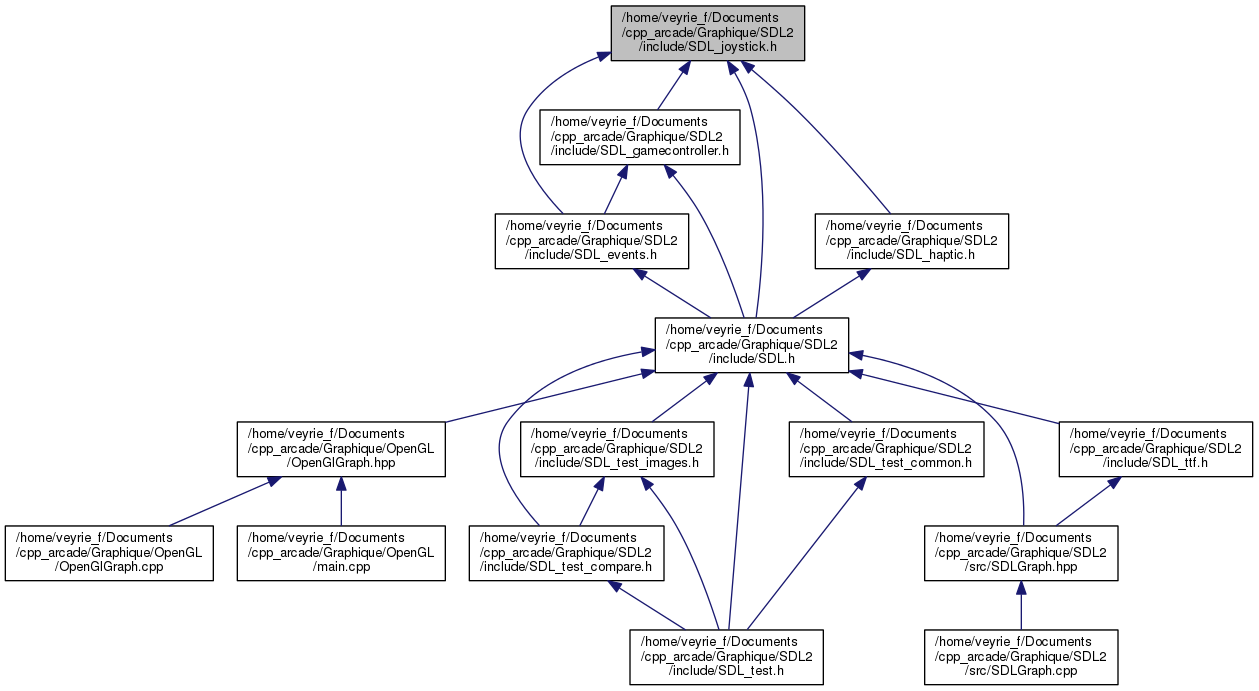 /home/veyrie_f/Documents
/cpp_arcade/Graphique/SDL2
/include/SDL_joystick.h
/home/veyrie_f/Documents
/cpp_arcade/Graphique/SDL2
/include/SDL_gamecontroller.h
/home/veyrie_f/Documents
/cpp_arcade/Graphique/SDL2
/include/SDL_events.h
/home/veyrie_f/Documents
/cpp_arcade/Graphique/SDL2
/include/SDL_haptic.h
/home/veyrie_f/Documents
/cpp_arcade/Graphique/SDL2
/include/SDL.h
/home/veyrie_f/Documents
/cpp_arcade/Graphique/OpenGL
/OpenGlGraph.hpp
/home/veyrie_f/Documents
/cpp_arcade/Graphique/SDL2
/include/SDL_test_images.h
/home/veyrie_f/Documents
/cpp_arcade/Graphique/SDL2
/include/SDL_test_common.h
/home/veyrie_f/Documents
/cpp_arcade/Graphique/SDL2
/include/SDL_ttf.h
/home/veyrie_f/Documents
/cpp_arcade/Graphique/OpenGL
/OpenGlGraph.cpp
/home/veyrie_f/Documents
/cpp_arcade/Graphique/OpenGL
/main.cpp
/home/veyrie_f/Documents
/cpp_arcade/Graphique/SDL2
/include/SDL_test_compare.h
/home/veyrie_f/Documents
/cpp_arcade/Graphique/SDL2
/src/SDLGraph.hpp
/home/veyrie_f/Documents
/cpp_arcade/Graphique/SDL2
/include/SDL_test.h
/home/veyrie_f/Documents
/cpp_arcade/Graphique/SDL2
/src/SDLGraph.cpp